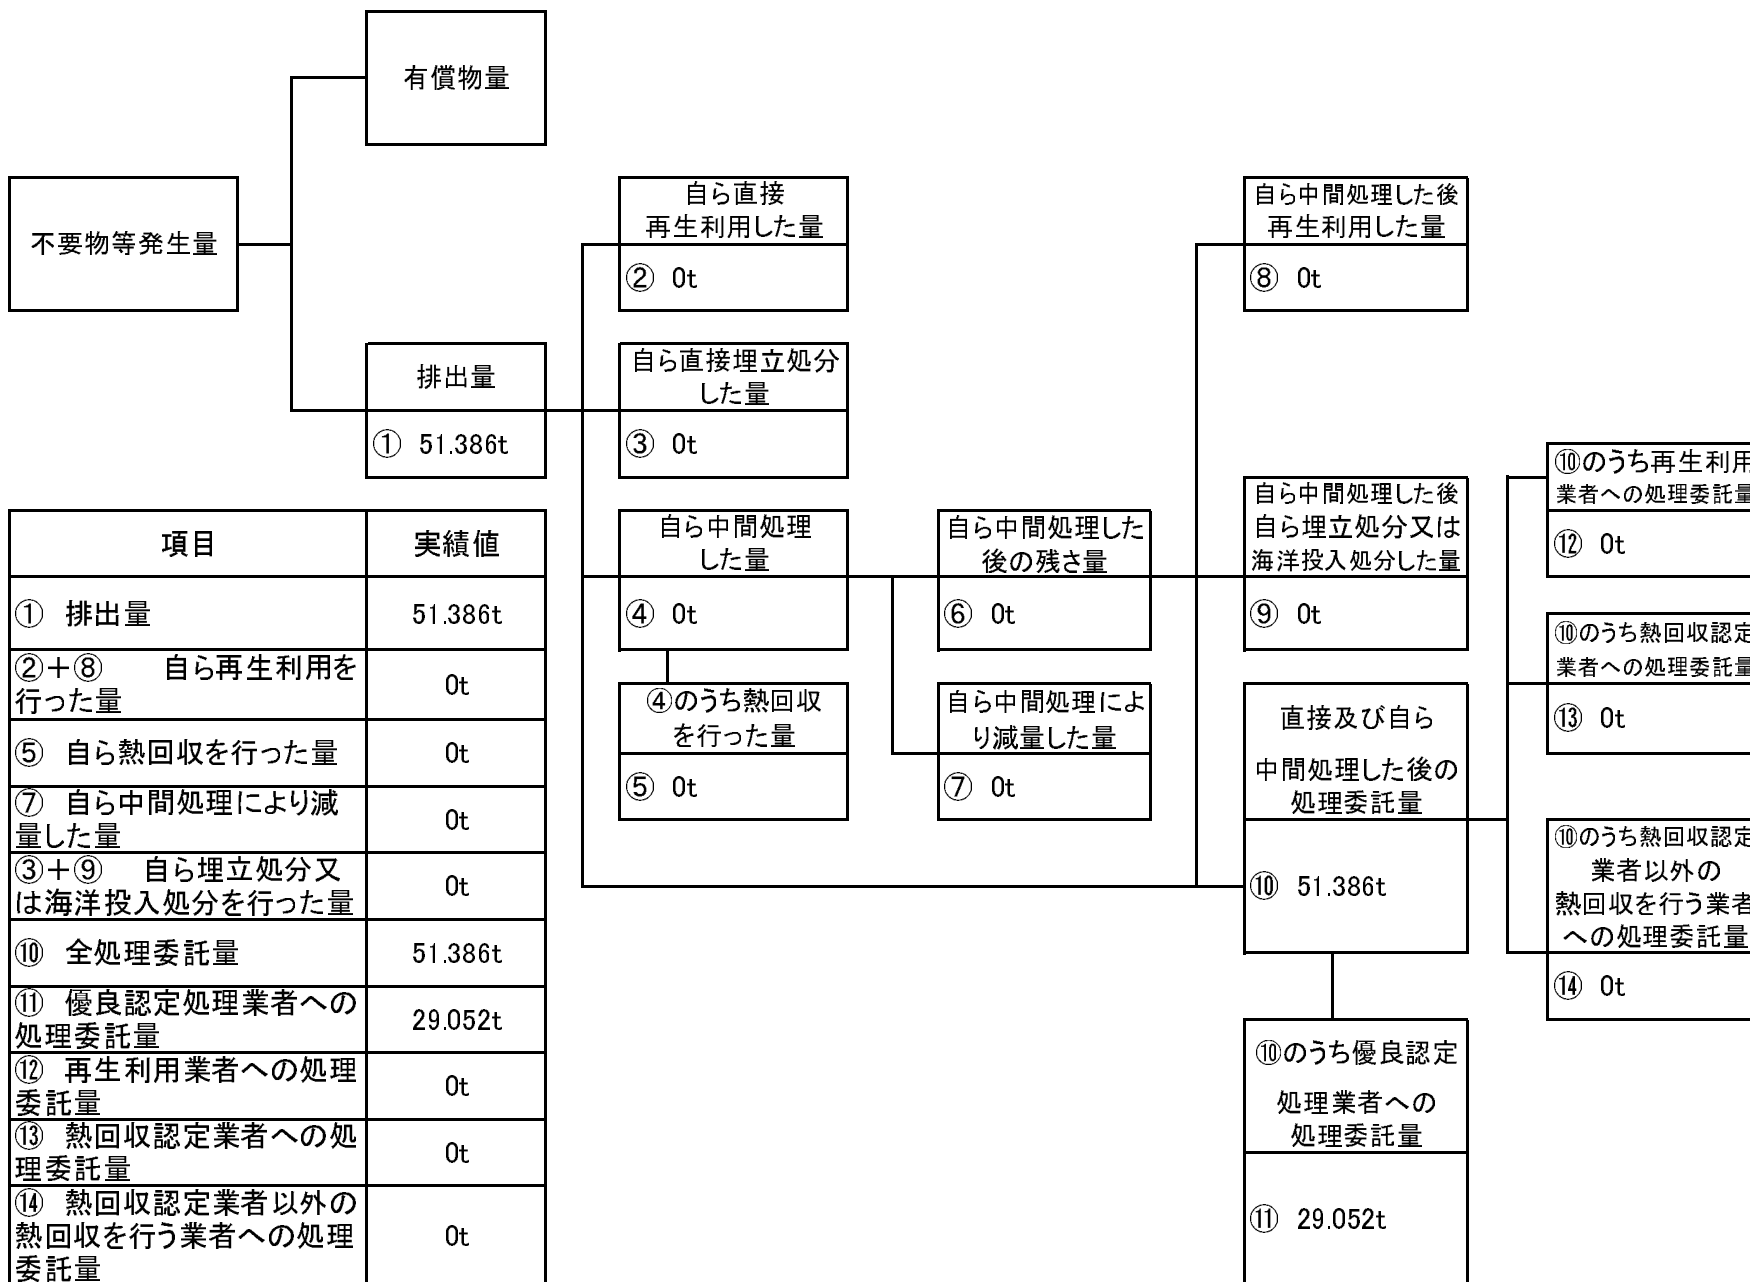 有償物量
不要物等発生量
自ら直接
再生利用した量
② 0t
自ら中間処理した後
再生利用した量
⑧ 0t
排出量
① 51.386t
自ら直接埋立処分
した量
③ 0t
項目 実績値
① 排出量 51.386t
②+⑧ 自ら再生利用を
行った量
0t
⑤ 自ら熱回収を行った量 0t
⑦ 自ら中間処理により減
量した量
0t
③+⑨ 自ら埋立処分又
は海洋投入処分を行った量
0t
⑩ 全処理委託量 51.386t
⑪ 優良認定処理業者への
処理委託量
29.052t
⑫ 再生利用業者への処理
委託量
0t
⑬ 熱回収認定業者への処
理委託量
0t
⑭ 熱回収認定業者以外の
熱回収を行う業者への処理
委託量
0t
自ら中間処理
した量
④ 0t
④のうち熱回収
を行った量
⑤ 0t
自ら中間処理した
後の残さ量
⑥ 0t
自ら中間処理によ
り減量した量
⑦ 0t
自ら中間処理した後
自ら埋立処分又は
海洋投入処分した量
⑨ 0t
直接及び自ら
中間処理した後の
処理委託量
⑩ 51.386t
⑩のうち優良認定
処理業者への
処理委託量
⑪ 29.052t
⑩のうち再生利用
業者への処理委託量
⑫ 0t
⑩のうち熱回収認定
業者への処理委託量
⑬ 0t
⑩のうち熱回収認定
業者以外の
熱回収を行う業者
への処理委託量
⑭ 0t